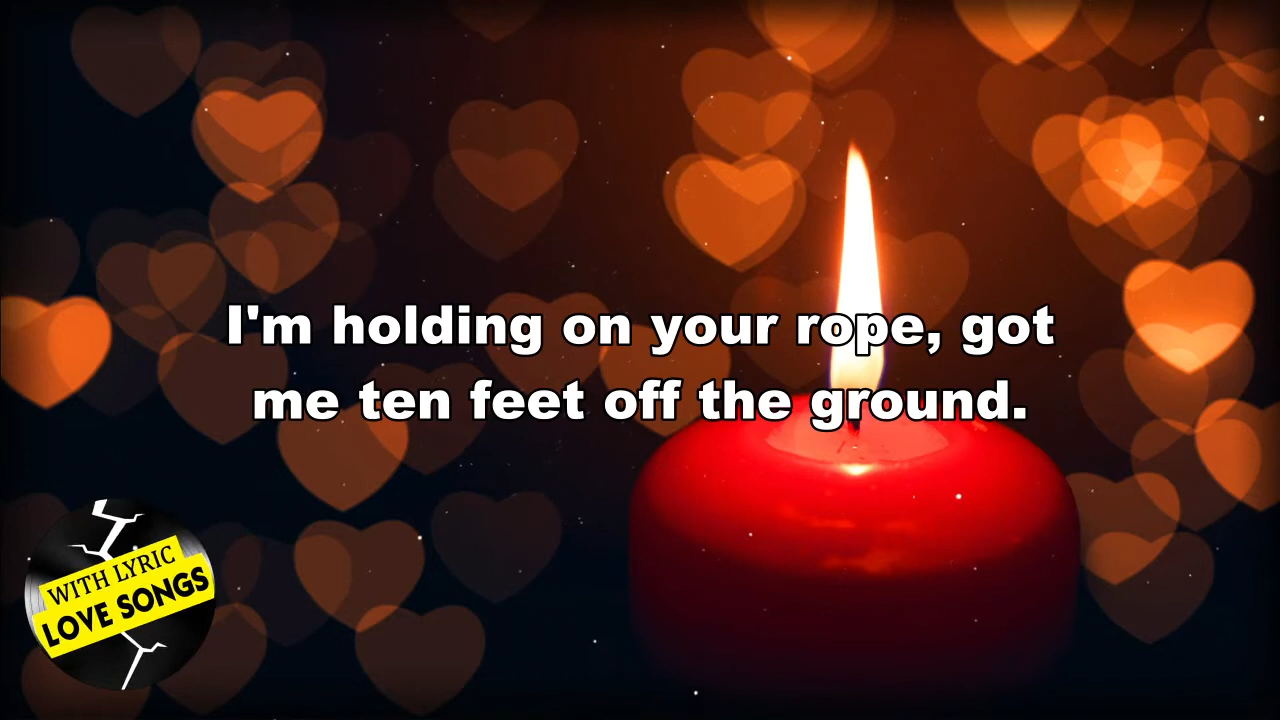 I'm holding on your rope, got
me ten feet off the ground.
WITH LYRIC
LOVE SONGS